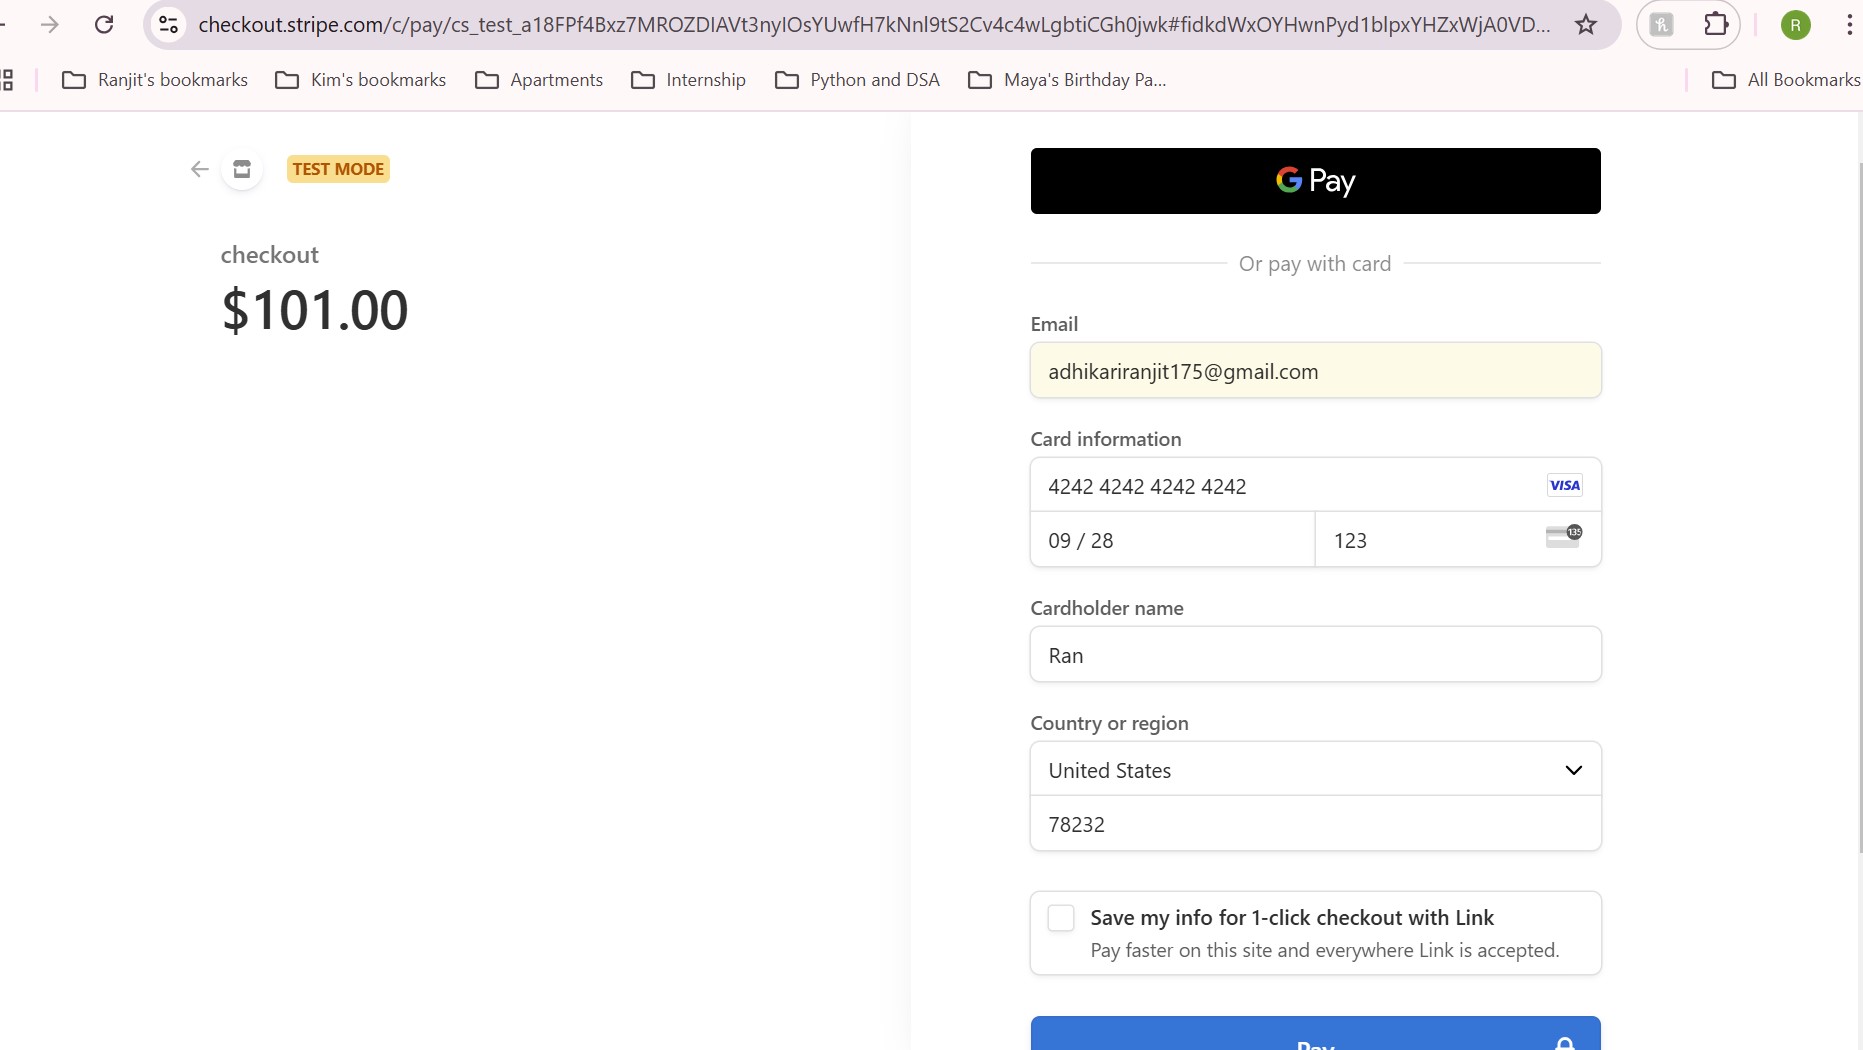 checkout.stripe.com/c/pay/cs_test_a18FPf4Bxz7MROZDIAVt3nyIOsYUwfH7kNnI9tS2Cv4c4wLgbtiCGh0jwk#fidkdWxOYHwnPyd1blpxYHZxWjA0VD...
R
Ranjit's bookmarks
Kim's bookmarks
Apartments
Internship
Python and DSA
Maya's Birthday Pa...
All Bookmarks
TEST MODE
checkout
$101.00
G Pay
Or pay with card
Email
adhikariranjit175@gmail.com
Card information
4242 4242 4242 4242
VISA
09 / 28
123
135
Cardholder name
Ran
Country or region
United States
78232
Save my info for 1-click checkout with Link
Pay faster on this site and everywhere Link is accepted.
Pay